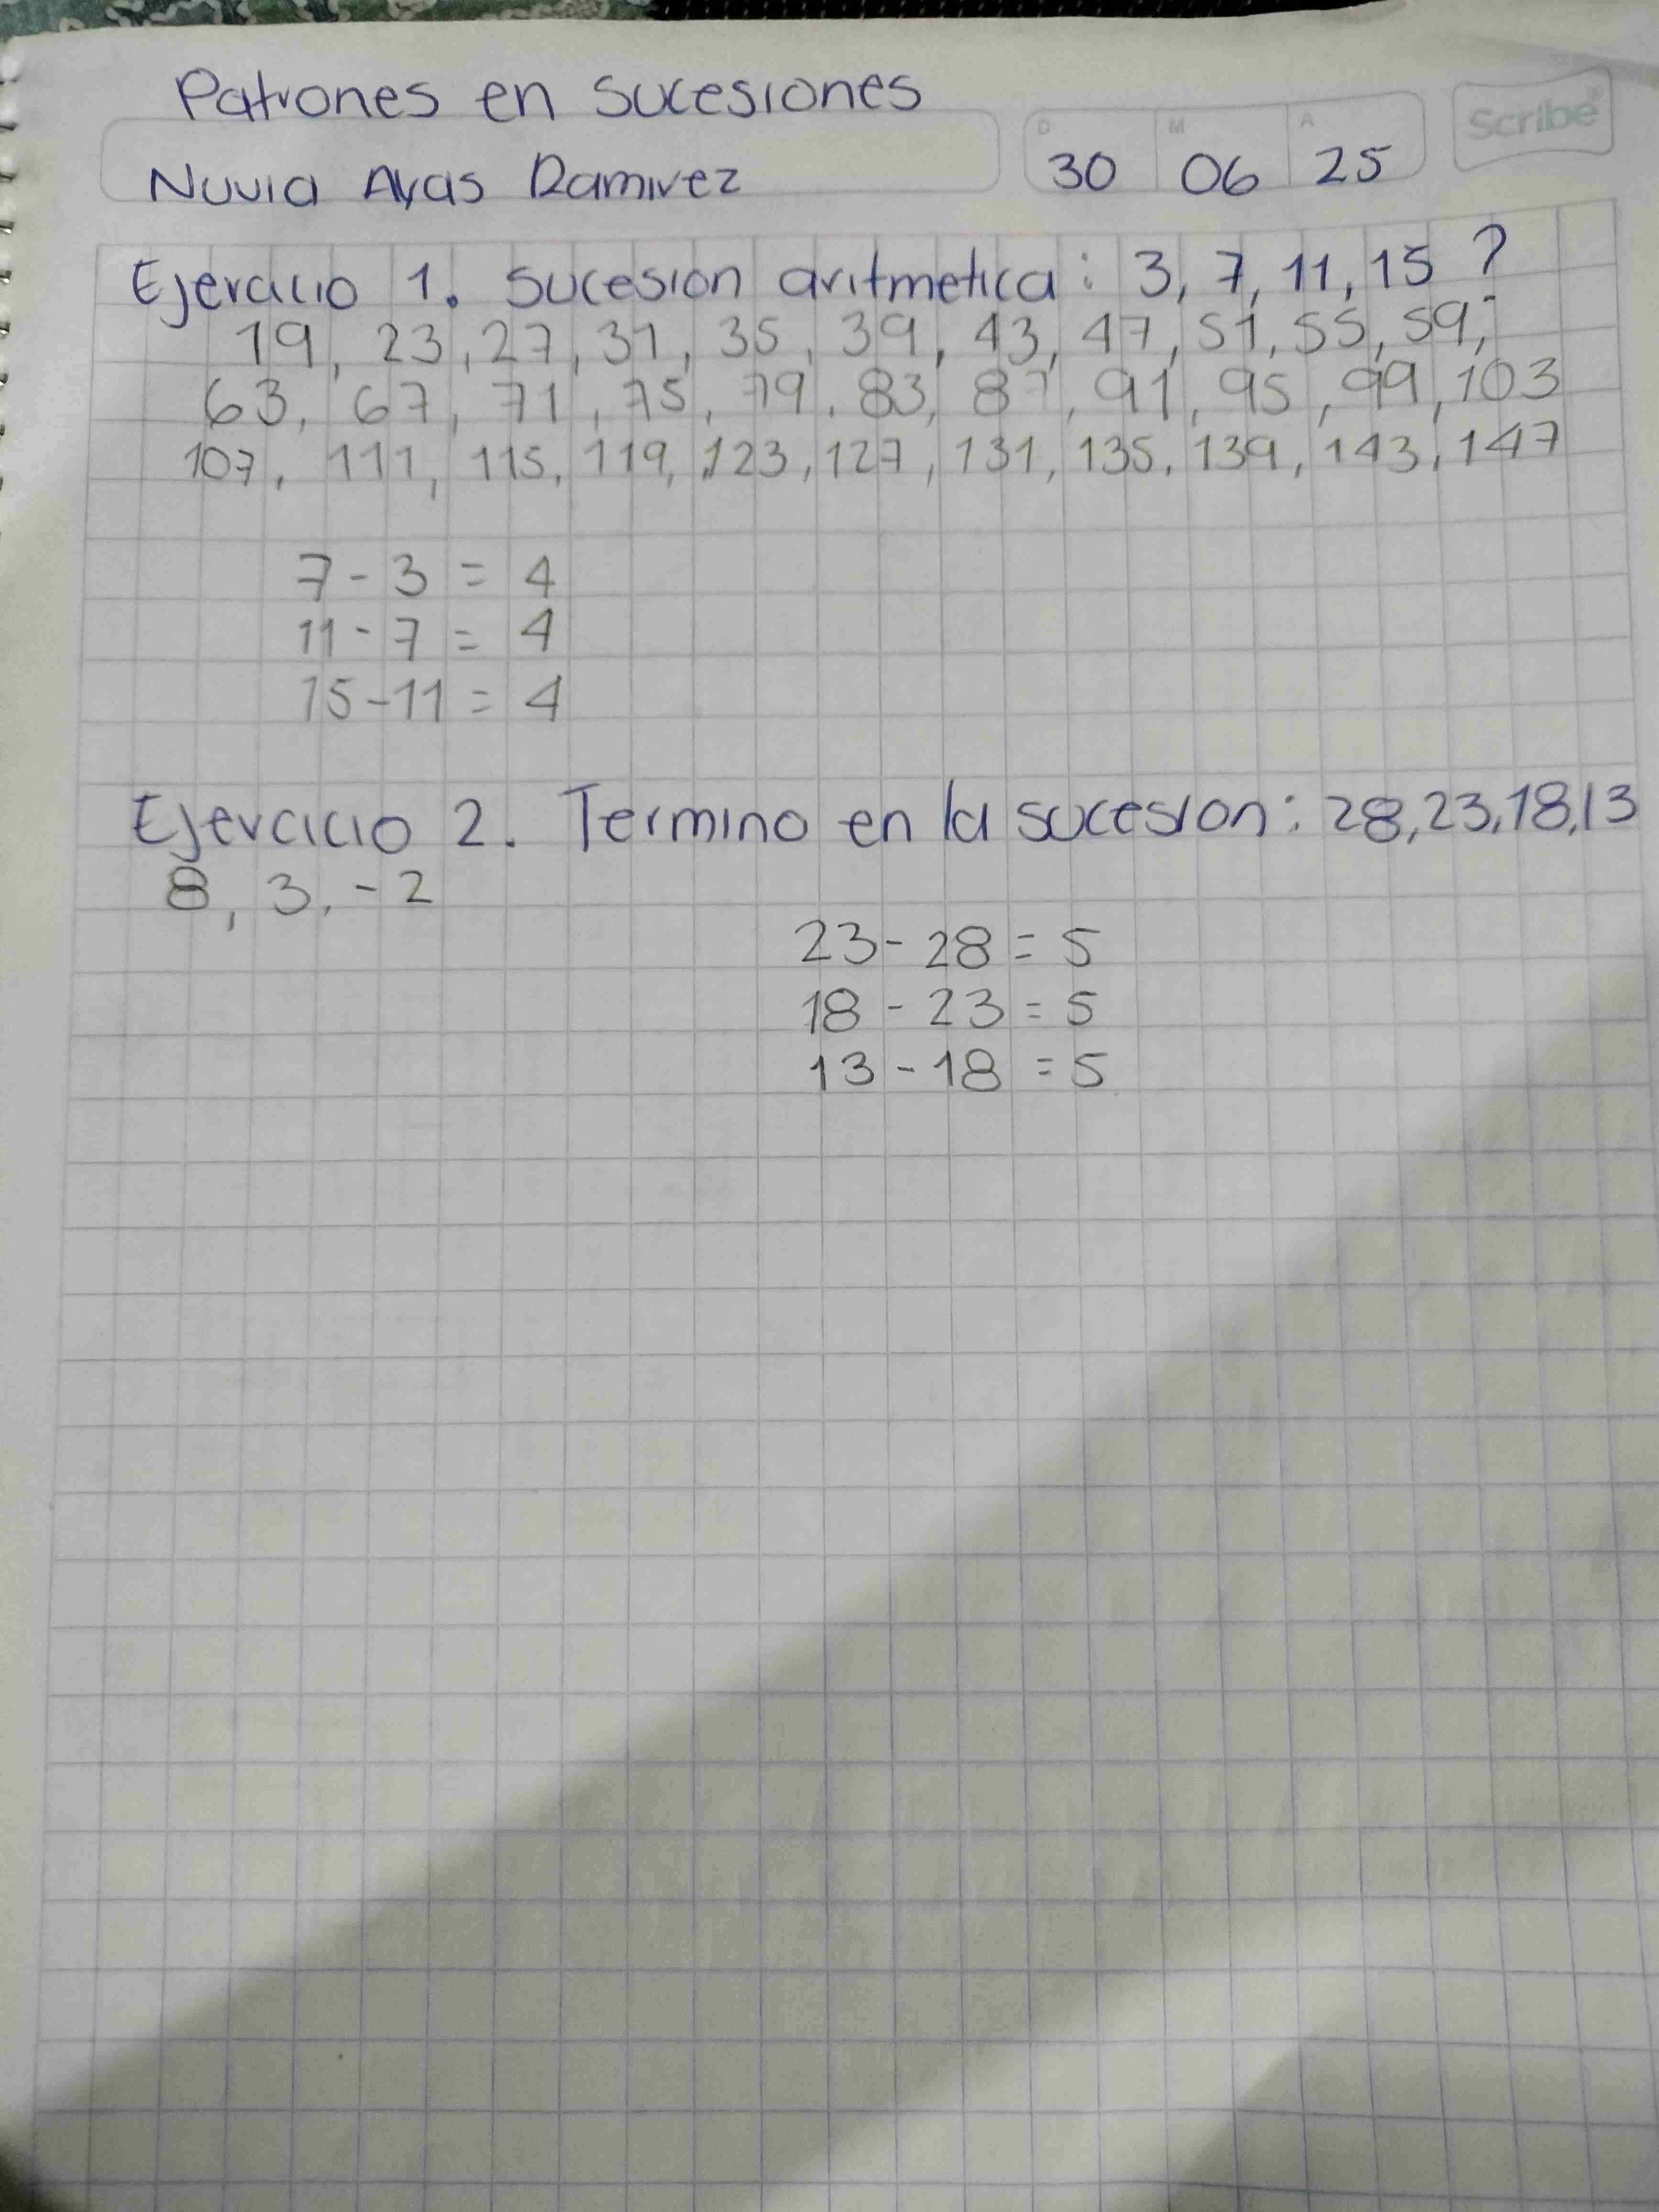 Patrones en sucesiones
Scribe
D M A
Nuvia Ayas Ramirez 30 06 25
Ejercicio 1. sucesion aritmetica: 3, 7, 11, 15 ?
19, 23, 27, 31, 35, 39, 43, 47, 51, 55, 59,
63, 67, 71, 75, 79, 83, 87, 91, 95, 99, 103
107, 111, 115, 119, 123, 127, 131, 135, 139, 143, 147
7 - 3 = 4
11 - 7 = 4
15 - 11 = 4
Ejercicio 2. Termino en la sucesion: 28, 23, 18, 13
8, 3, -2
23 - 28 = 5
18 - 23 = 5
13 - 18 = 5